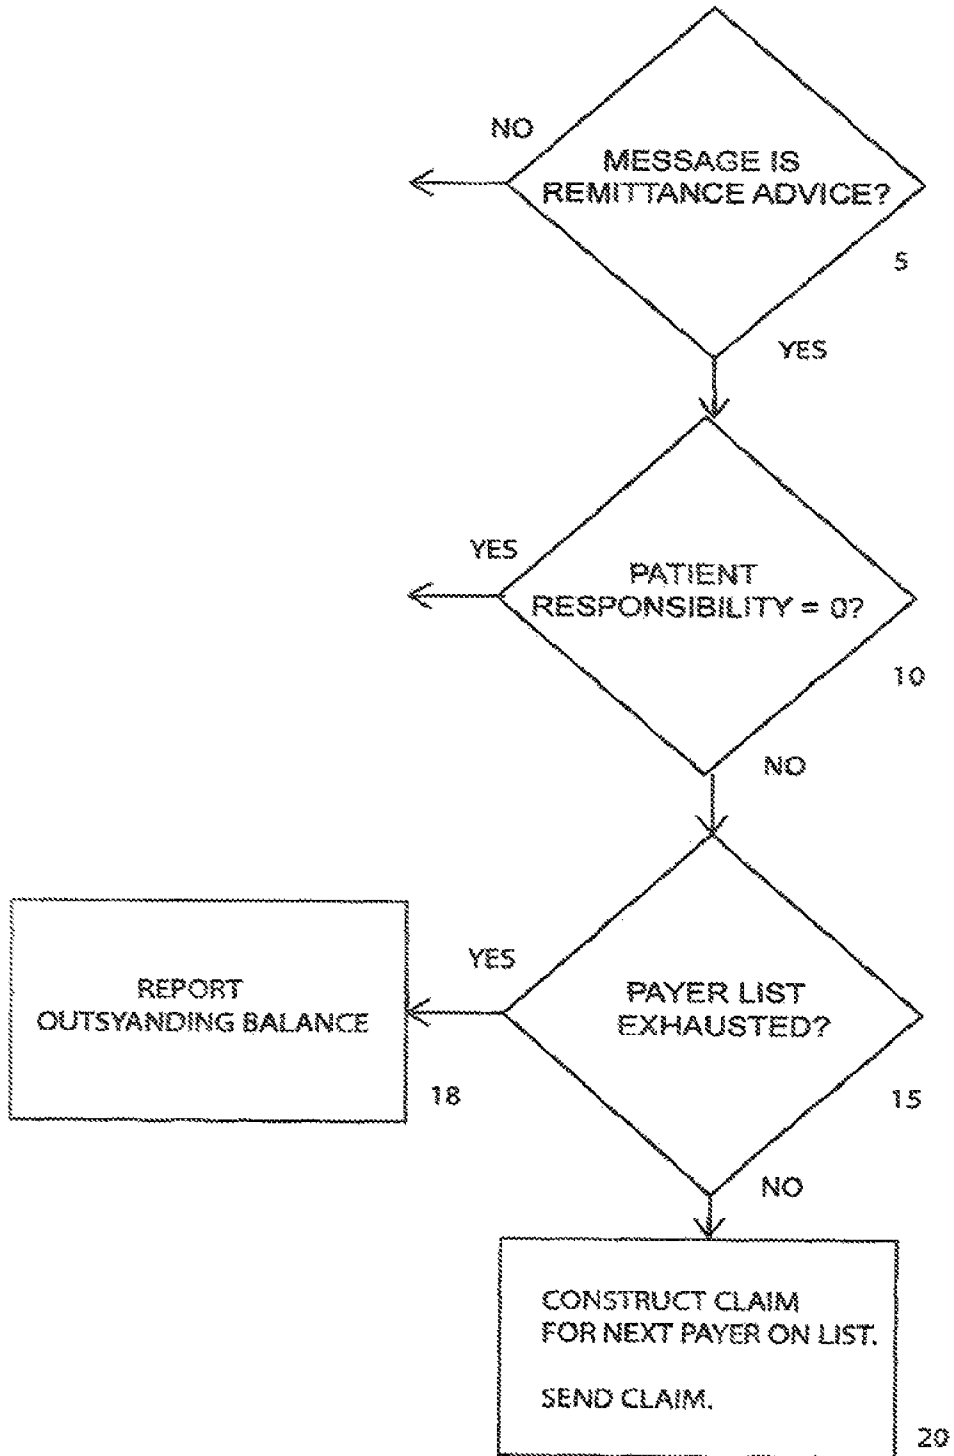 NO
MESSAGE IS
REMITTANCE ADVICE?
5
YES
YES
PATIENT
RESPONSIBILITY = 0?
10
NO
YES
REPORT
OUTSYANDING BALANCE
PAYER LIST
EXHAUSTED?
18
15
NO
CONSTRUCT CLAIM
FOR NEXT PAYER ON LIST.
SEND CLAIM.
20